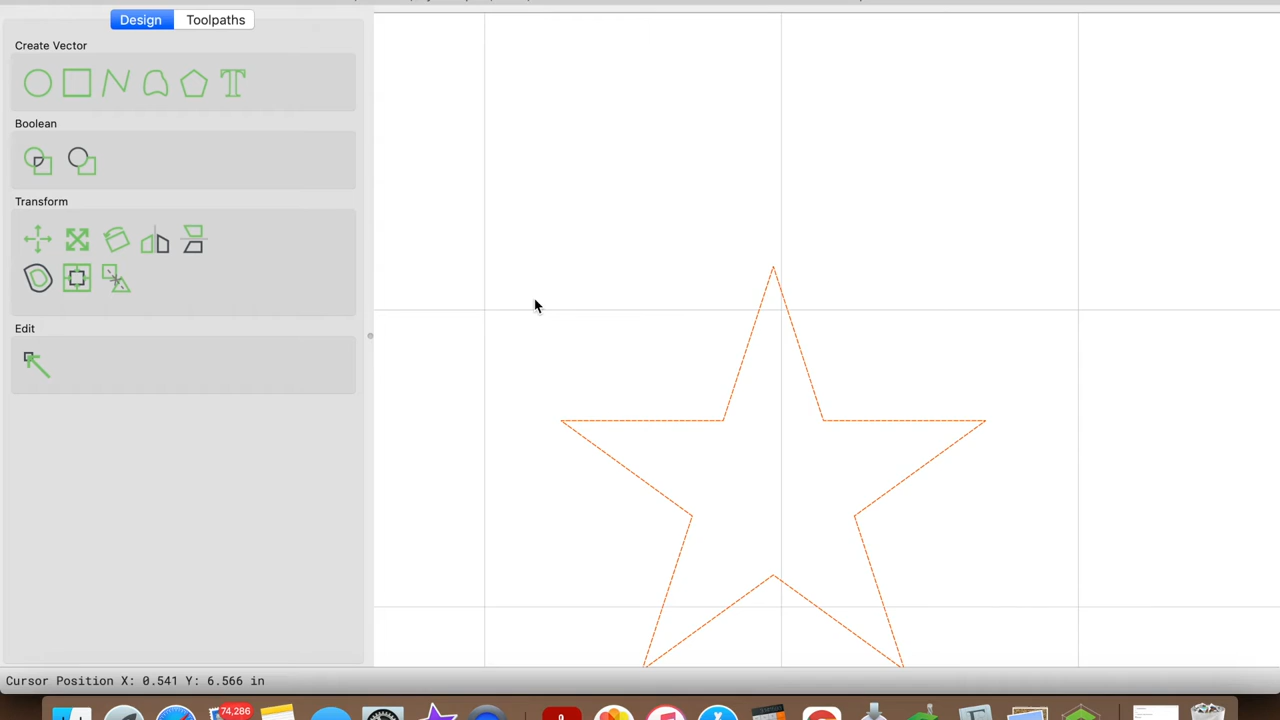 Design Toolpaths
Create Vector
Boolean
Transform
Edit
Cursor Position X: 0.541 Y: 6.566 in
74,286